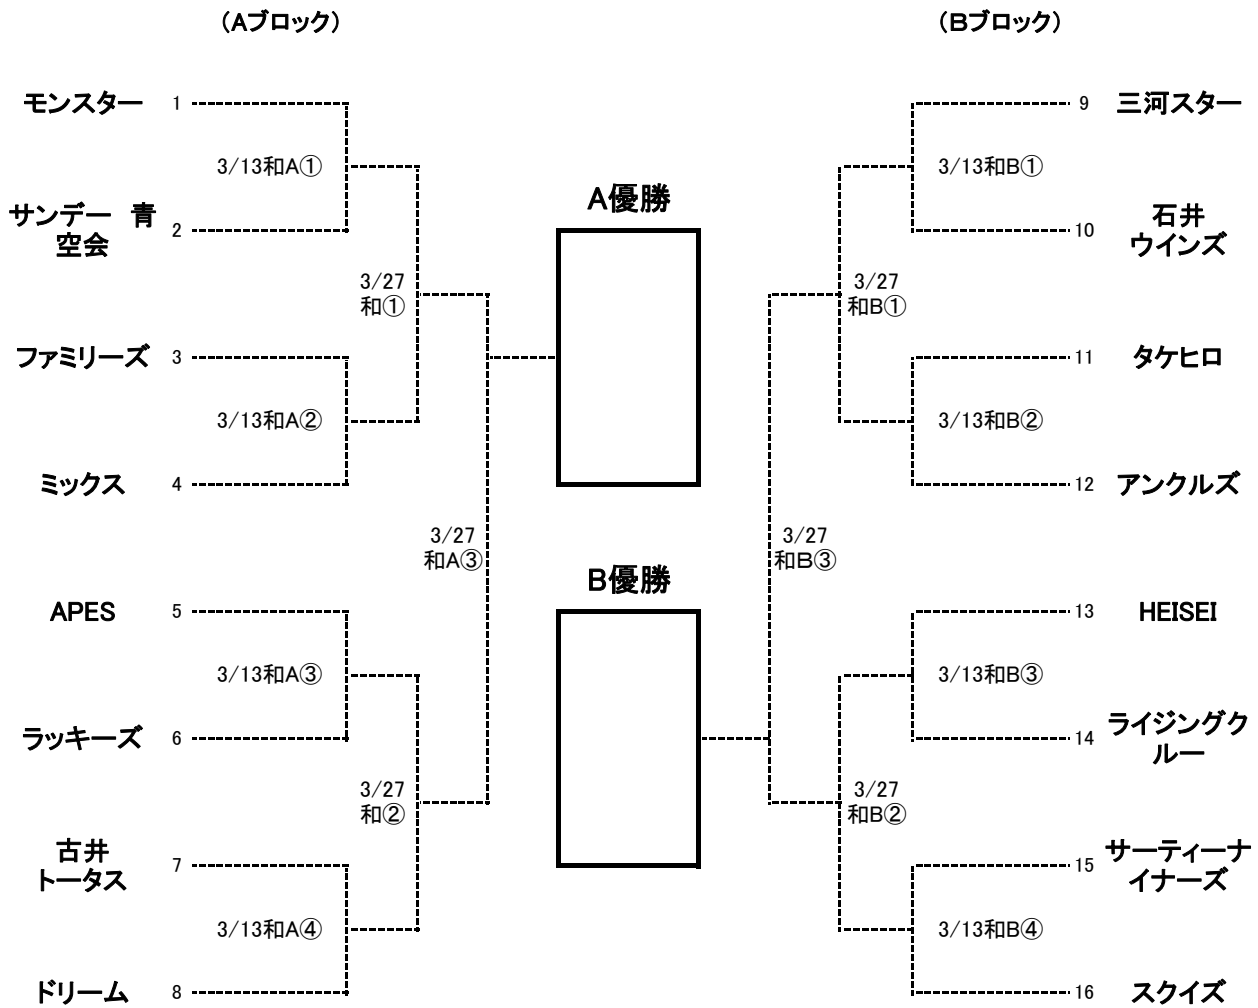 (Aブロック)
(Bブロック)
モンスター 1
3/13和A①
サンデー　青
空会 2
3/27
和①
ファミリーズ 3
3/13和A②
ミックス 4
3/27
和A③
APES 5
3/13和A③
ラッキーズ 6
3/27
和②
古井
トータス 7
3/13和A④
ドリーム 8
A優勝
B優勝
9 三河スター
3/13和B①
10 石井
ウインズ
3/27
和B①
11 タケヒロ
3/13和B②
12 アンクルズ
3/27
和B③
13 HEISEI
3/13和B③
14 ライジングク
ルー
3/27
和B②
15 サーティーナ
イナーズ
3/13和B④
16 スクイズ